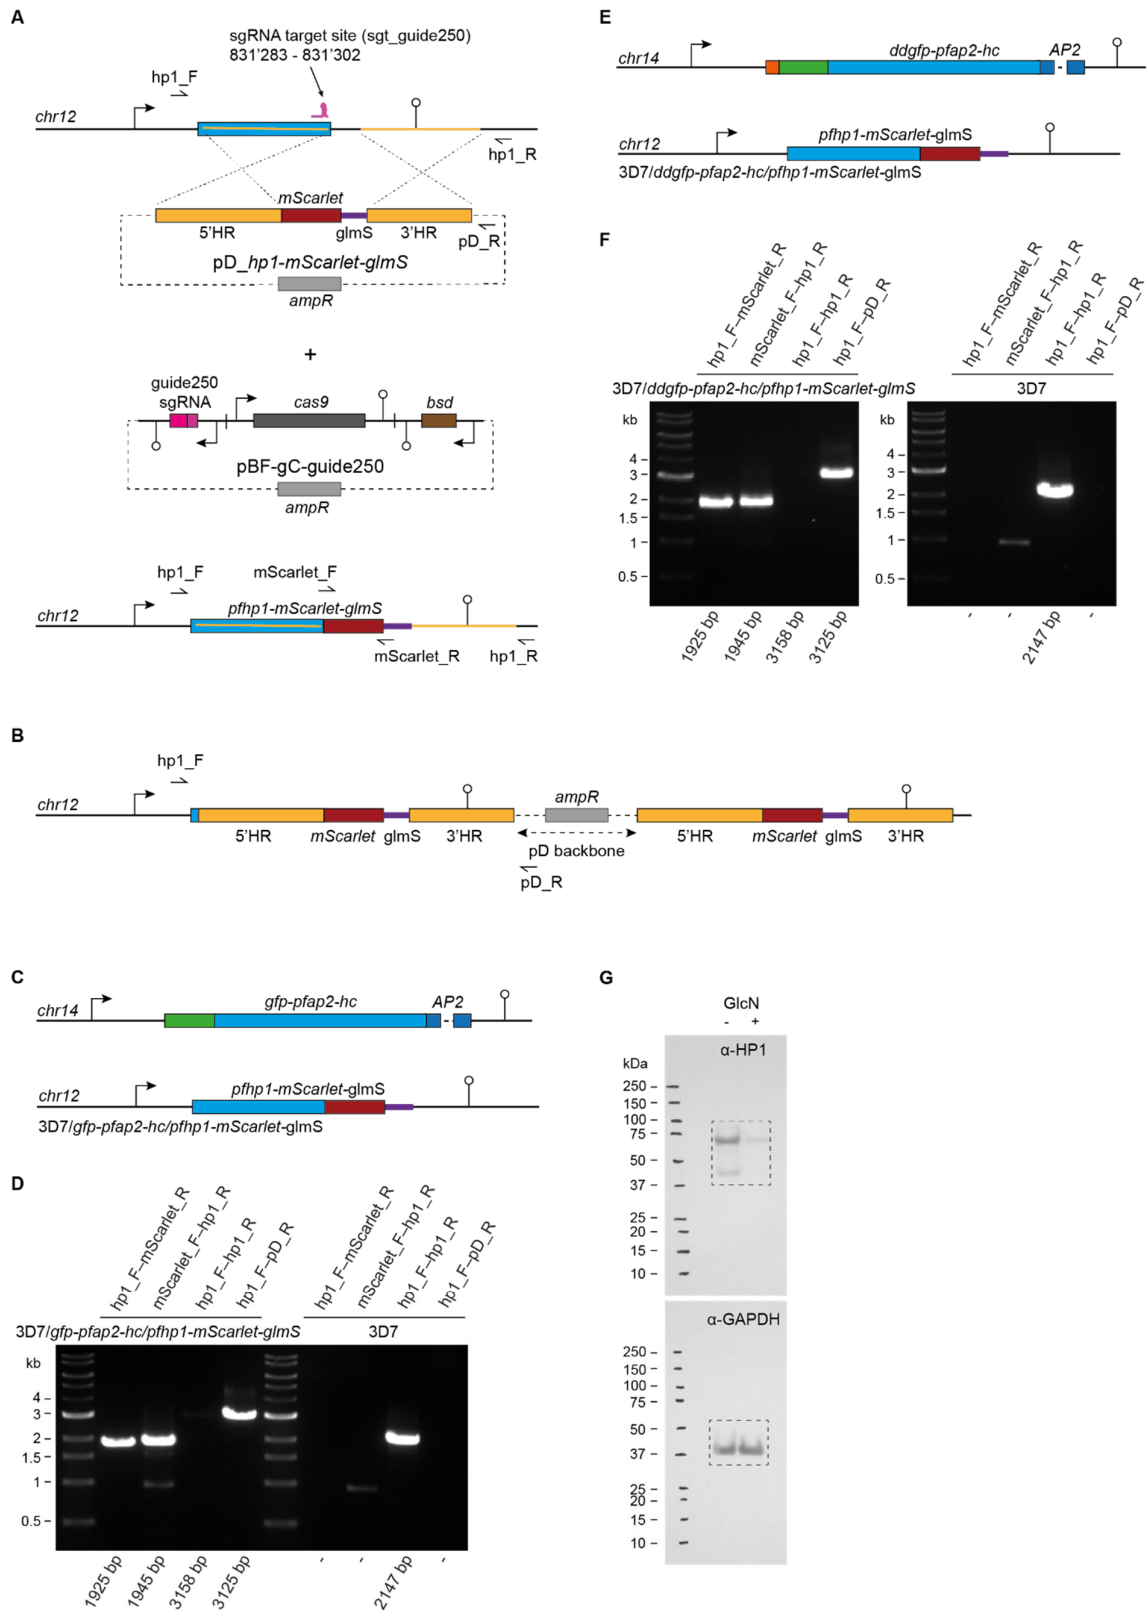 A
sgRNA target site (sgt_guide250)
831'283 - 831'302
hp1_F
chr12
hp1_R
mScarlet
5'HR
glmS
3'HR
pD_R
pD_hp1-mScarlet-glmS
ampR
+
guide250
sgRNA
cas9
bsd
pBF-gC-guide250
ampR
hp1_F
mScarlet_F
chr12
pfhp1-mScarlet-glmS
mScarlet_R
hp1_R
B
hp1_F
chr12
ampR
5'HR
mScarlet
glmS
3'HR
pD backbone
5'HR
mScarlet
glmS
3'HR
pD_R
C
gfp-pfap2-hc
AP2
chr14
pfhp1-mScarlet-glmS
chr12
3D7/gfp-pfap2-hc/pfhp1-mScarlet-glmS
D
hp1_F–mScarlet_R
mScarlet_F–hp1_R
hp1_F–hp1_R
hp1_F–pD_R
hp1_F–mScarlet_R
mScarlet_F–hp1_R
hp1_F–hp1_R
hp1_F–pD_R
3D7/gfp-pfap2-hc/pfhp1-mScarlet-glmS
3D7
kb
4
3
2
1.5
1
0.5
1925 bp
1945 bp
3158 bp
3125 bp
-
-
2147 bp
-
E
ddgfp-pfap2-hc
AP2
chr14
pfhp1-mScarlet-glmS
chr12
3D7/ddgfp-pfap2-hc/pfhp1-mScarlet-glmS
F
hp1_F–mScarlet_R
mScarlet_F–hp1_R
hp1_F–hp1_R
hp1_F–pD_R
hp1_F–mScarlet_R
mScarlet_F–hp1_R
hp1_F–hp1_R
hp1_F–pD_R
3D7/ddgfp-pfap2-hc/pfhp1-mScarlet-glmS
3D7
kb
4
3
2
1.5
1
0.5
kb
4
3
2
1.5
1
0.5
1925 bp
1945 bp
3158 bp
3125 bp
-
-
2147 bp
-
G
GlcN
- +
α-HP1
kDa
250
150
100
75
50
37
25
20
15
10
α-GAPDH
250
150
100
75
50
37
25
20
15
10